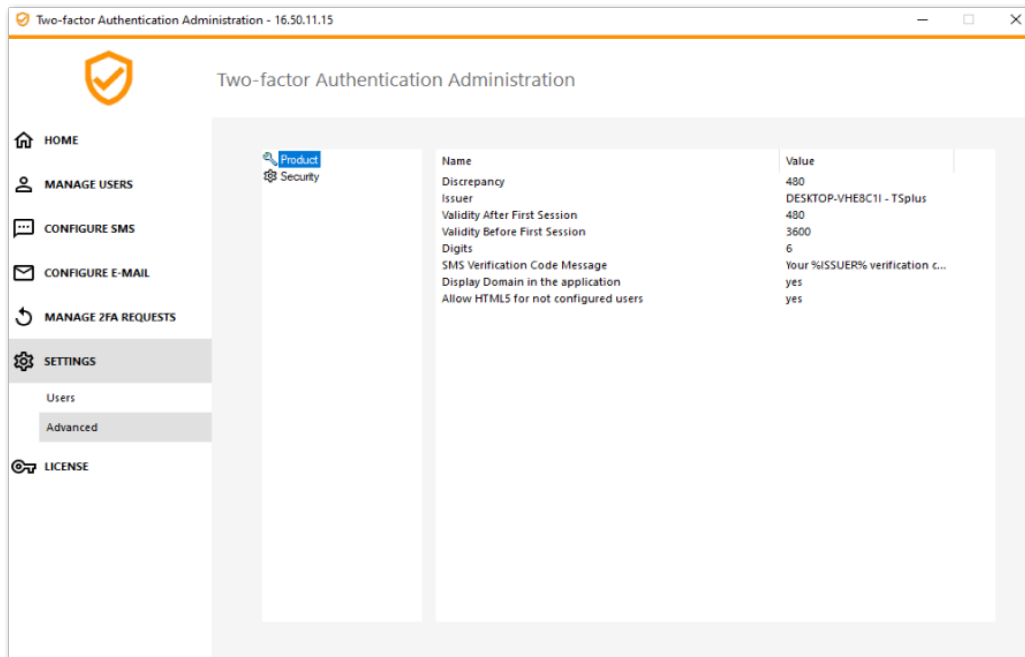 Two-factor Authentication Administration - 16.50.11.15
Two-factor Authentication Administration
HOME
MANAGE USERS
CONFIGURE SMS
CONFIGURE E-MAIL
MANAGE 2FA REQUESTS
SETTINGS
Users
Advanced
LICENSE
Product
Security
Name Value
Discrepancy 480
Issuer DESKTOP-VHE8C1I - TSplus
Validity After First Session 480
Validity Before First Session 3600
Digits 6
SMS Verification Code Message Your %ISSUER% verification c...
Display Domain in the application yes
Allow HTML5 for not configured users yes